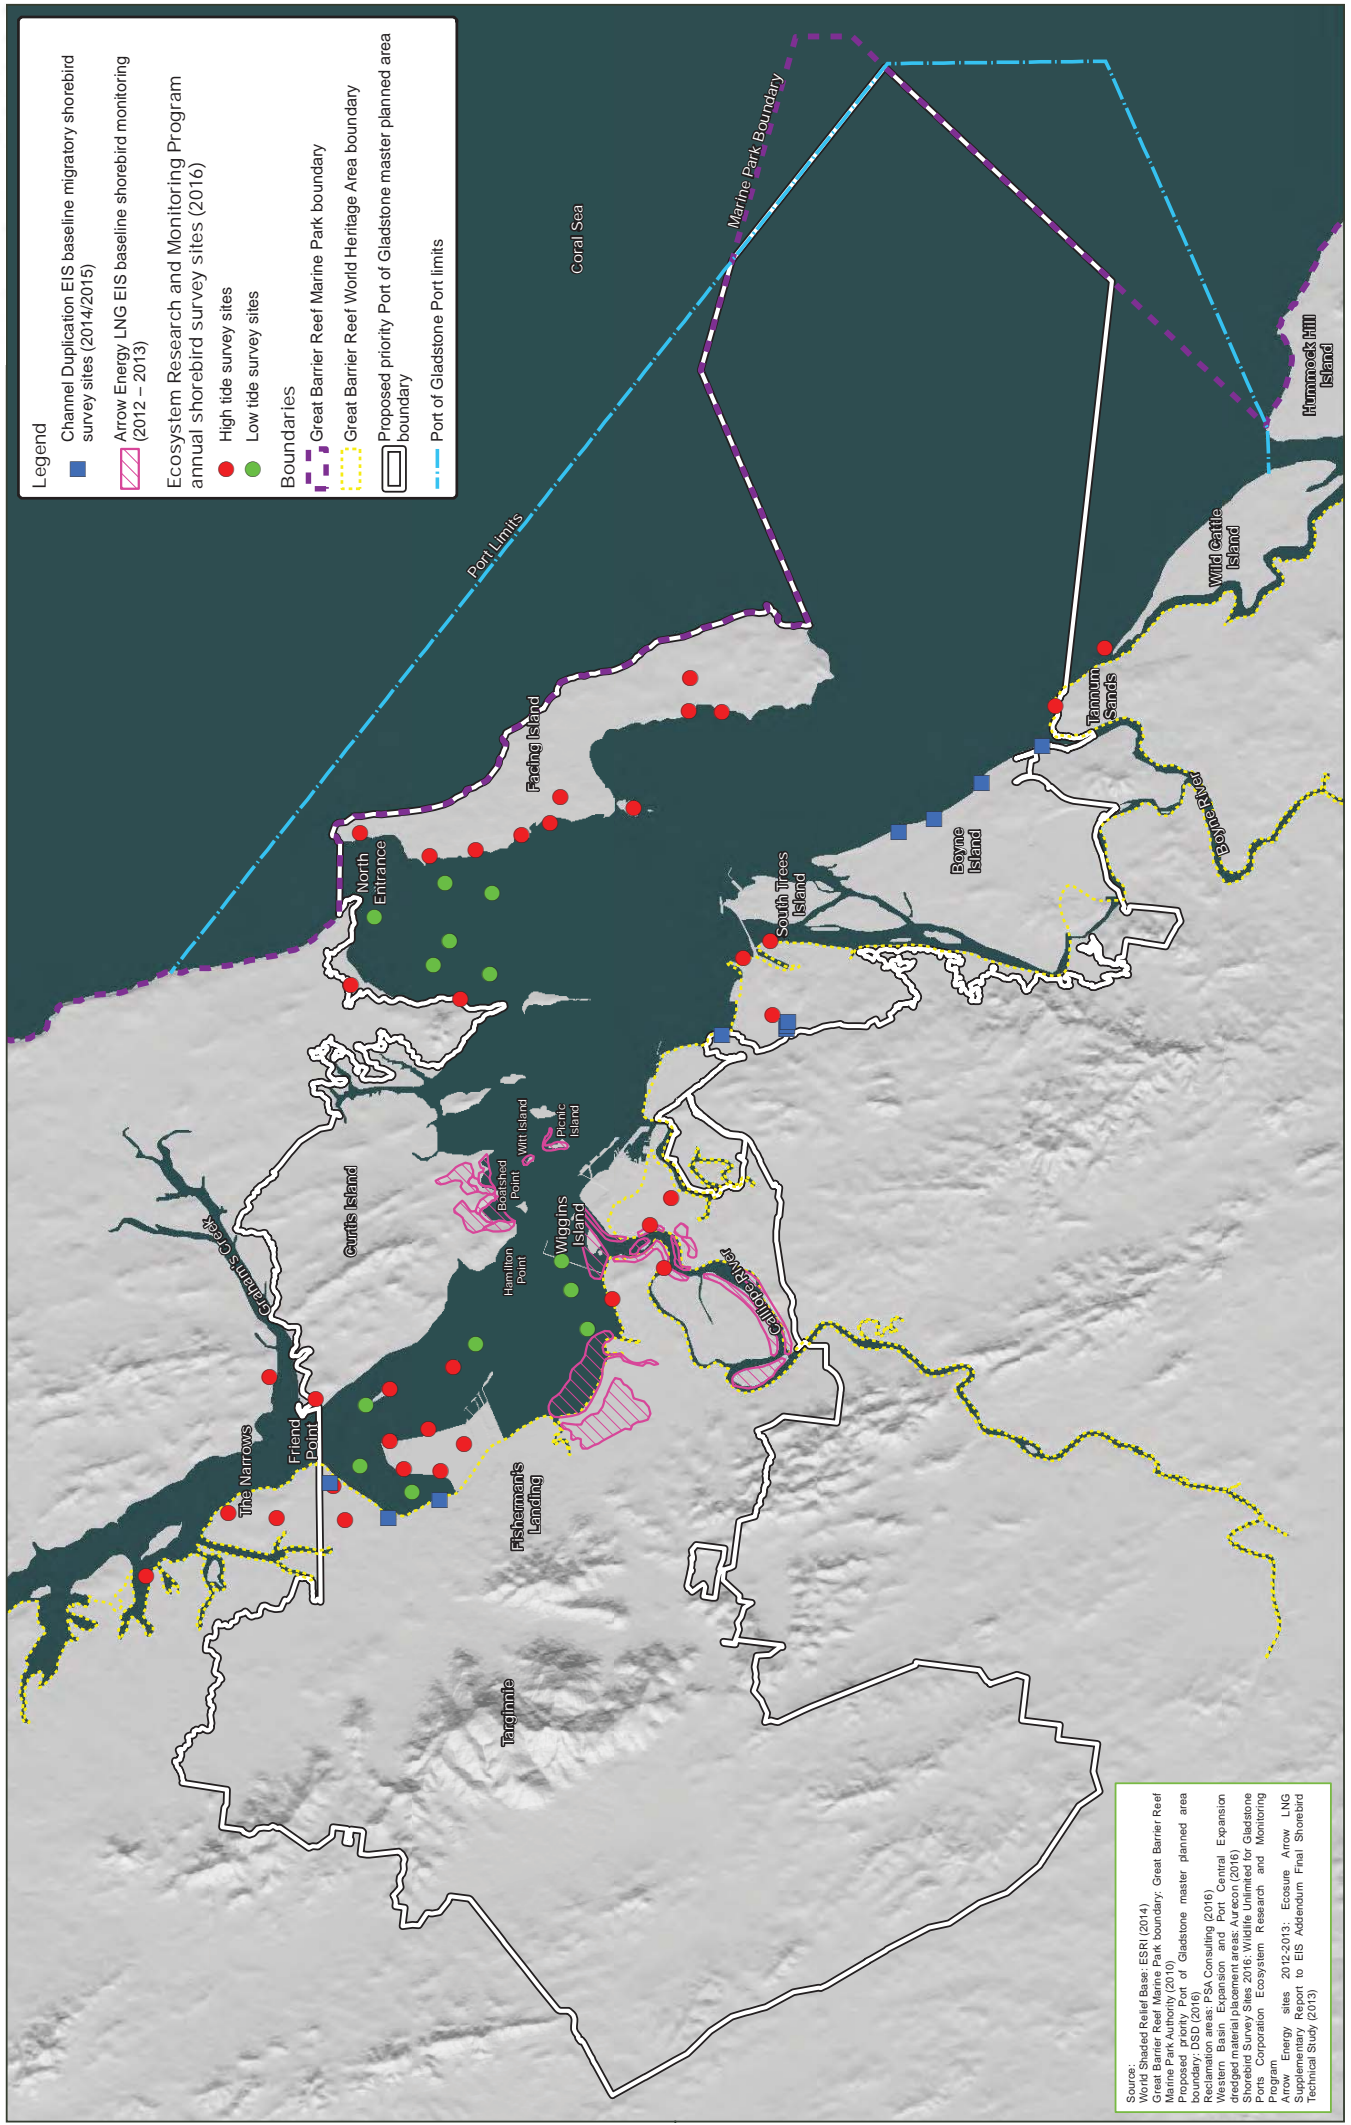 Legend
Channel Duplication EIS baseline migratory shorebird
survey sites (2014/2015)
Arrow Energy LNG EIS baseline shorebird monitoring
(2012 – 2013)
Ecosystem Research and Monitoring Program
annual shorebird survey sites (2016)
High tide survey sites
Low tide survey sites
Boundaries
Great Barrier Reef Marine Park boundary
Great Barrier Reef World Heritage Area boundary
Proposed priority Port of Gladstone master planned area
boundary
Port of Gladstone Port limits
Coral Sea
Marine Park Boundary
Port Limits
Hummock Hill
Island
Wild Cattle
Island
Tannum
Sands
Boyne River
Boyne
Island
South Trees
Island
Facing Island
North
Entrance
Curtis Island
Graham's Creek
Witt Island
Picnic
Island
Boatshed
Point
Hamilton
Point
Wiggins
Island
Calliope River
The Narrows
Friend
Point
Fisherman's
Landing
Targinnie
Source:
World Shaded Relief Base: ESRI (2014)
Great Barrier Reef Marine Park boundary: Great Barrier Reef
Marine Park Authority (2010)
Proposed priority Port of Gladstone master planned area
boundary: DSD (2016)
Reclamation areas: PSA Consulting (2016)
Western Basin Expansion and Port Central Expansion
dredged material placement areas: Aurecon (2016)
Shorebird Survey Sites 2016: Wildlife Unlimited for Gladstone
Ports Corporation Ecosystem Research and Monitoring
Program
Arrow Energy sites 2012-2013: Ecosure Arrow LNG
Supplementary Report to EIS Addendum Final Shorebird
Technical Study (2013)